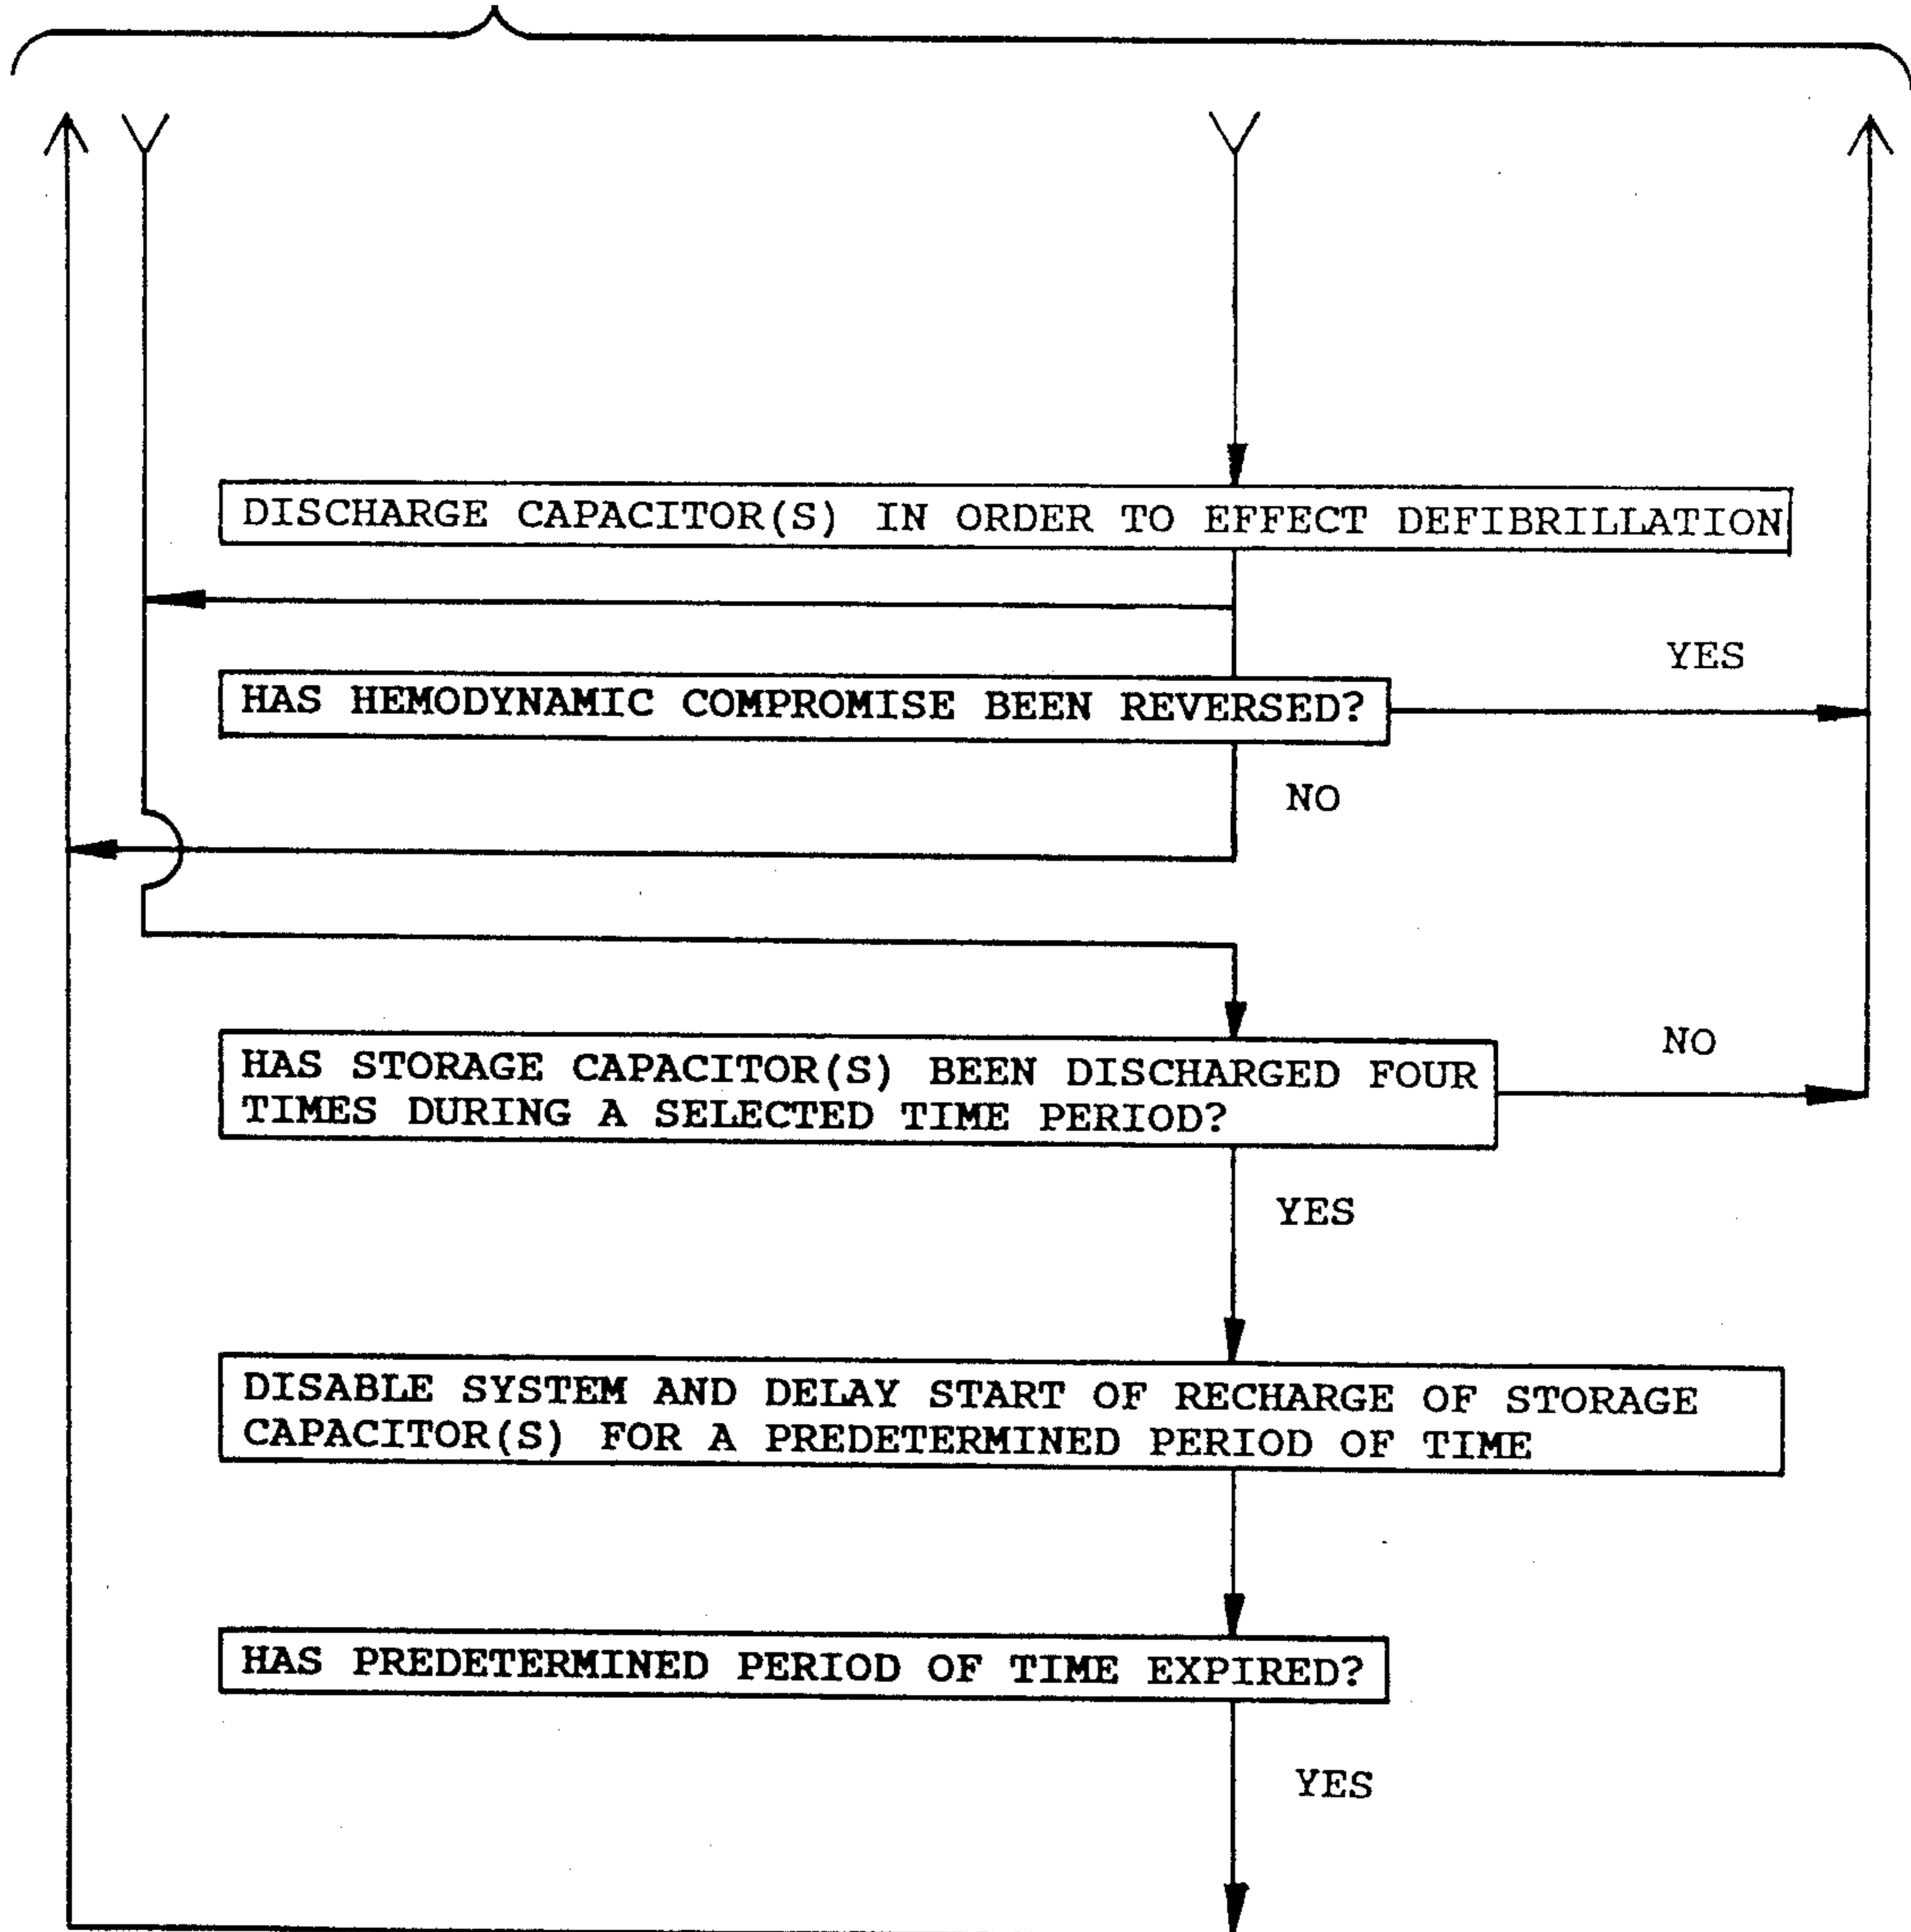 DISCHARGE CAPACITOR(S) IN ORDER TO EFFECT DEFIBRILLATION
YES
HAS HEMODYNAMIC COMPROMISE BEEN REVERSED?
NO
NO
HAS STORAGE CAPACITOR(S) BEEN DISCHARGED FOUR
TIMES DURING A SELECTED TIME PERIOD?
YES
DISABLE SYSTEM AND DELAY START OF RECHARGE OF STORAGE
CAPACITOR(S) FOR A PREDETERMINED PERIOD OF TIME
HAS PREDETERMINED PERIOD OF TIME EXPIRED?
YES